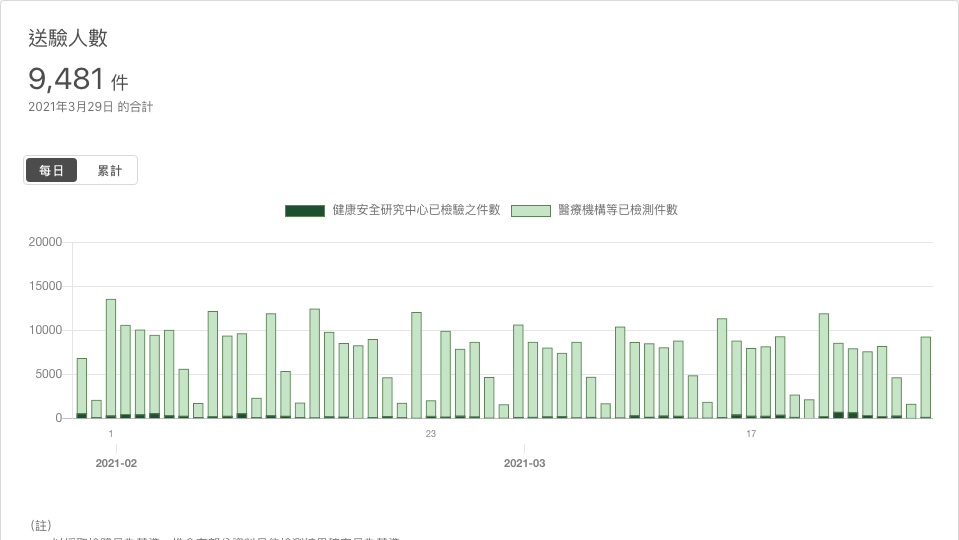 送驗人數
9,481 件
2021年3月29日 的合計
每日 累計
健康安全研究中心已檢驗之件數 醫療機構等已檢測件數
20000
15000
10000
5000
0
1 23 17
2021-02 2021-03
(註)